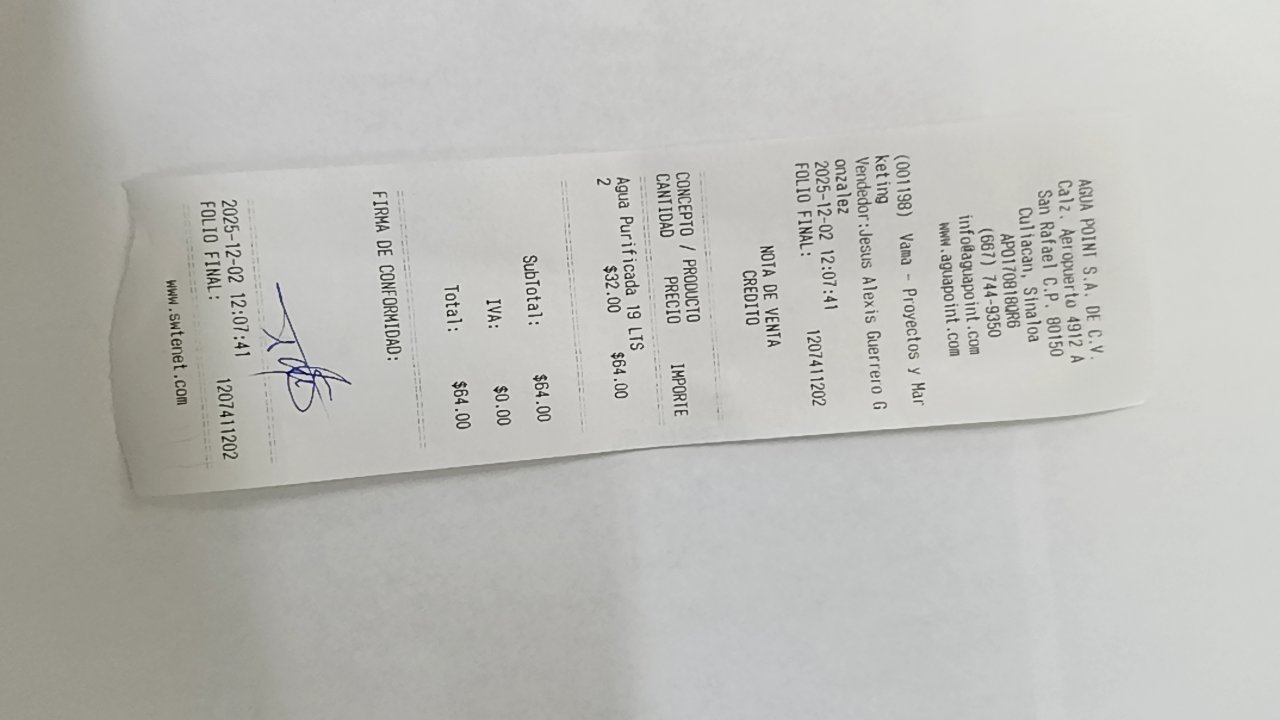 AGUA POINT S.A. DE C.V.
Calz. Aeropuerto 4912 A
San Rafael C.P. 80150
Culiacan, Sinaloa
APO170818QR6
(667) 744-9350
info@aguapoint.com
www.aguapoint.com
(001198) Vama - Proyectos y Mar
keting
Vendedor:Jesus Alexis Guerrero G
onzalez
2025-12-02 12:07:41
FOLIO FINAL: 1207411202
NOTA DE VENTA
CREDITO
CONCEPTO / PRODUCTO
CANTIDAD PRECIO IMPORTE
Agua Purificada 19 LTS
2 $32.00 $64.00
SubTotal: $64.00
IVA: $0.00
Total: $64.00
FIRMA DE CONFORMIDAD:
2025-12-02 12:07:41
FOLIO FINAL: 1207411202
www.swtenet.com